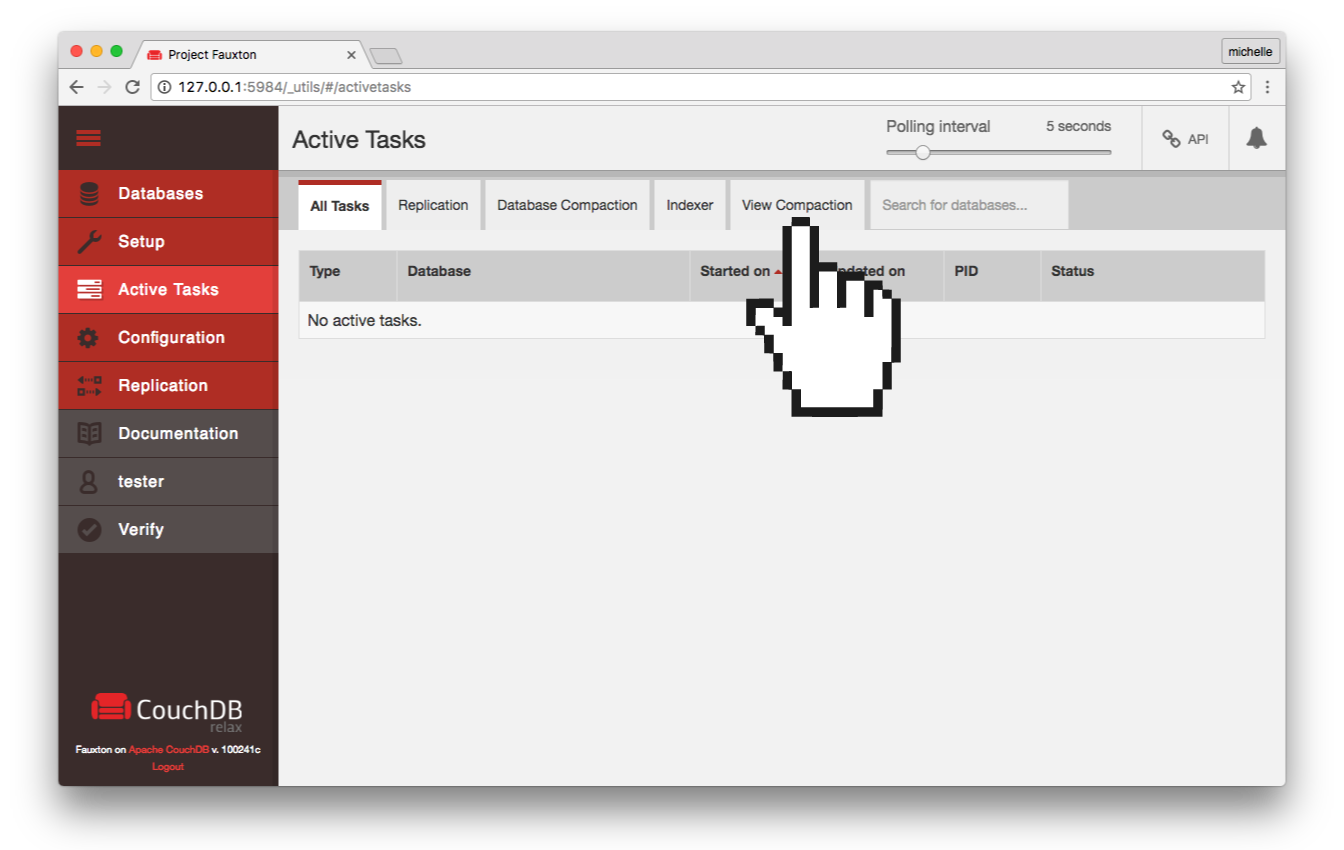 Project Fauxton
michelle
127.0.0.1:5984/_utils/#/activetasks
Active Tasks
Polling interval 5 seconds
API
Databases
Setup
Active Tasks
Configuration
Replication
Documentation
tester
Verify
All Tasks Replication Database Compaction Indexer View Compaction Search for databases...
Type Database Started on pdated on PID Status
No active tasks.
CouchDB
relax
Fauxton on Apache CouchDB v. 100241c
Logout